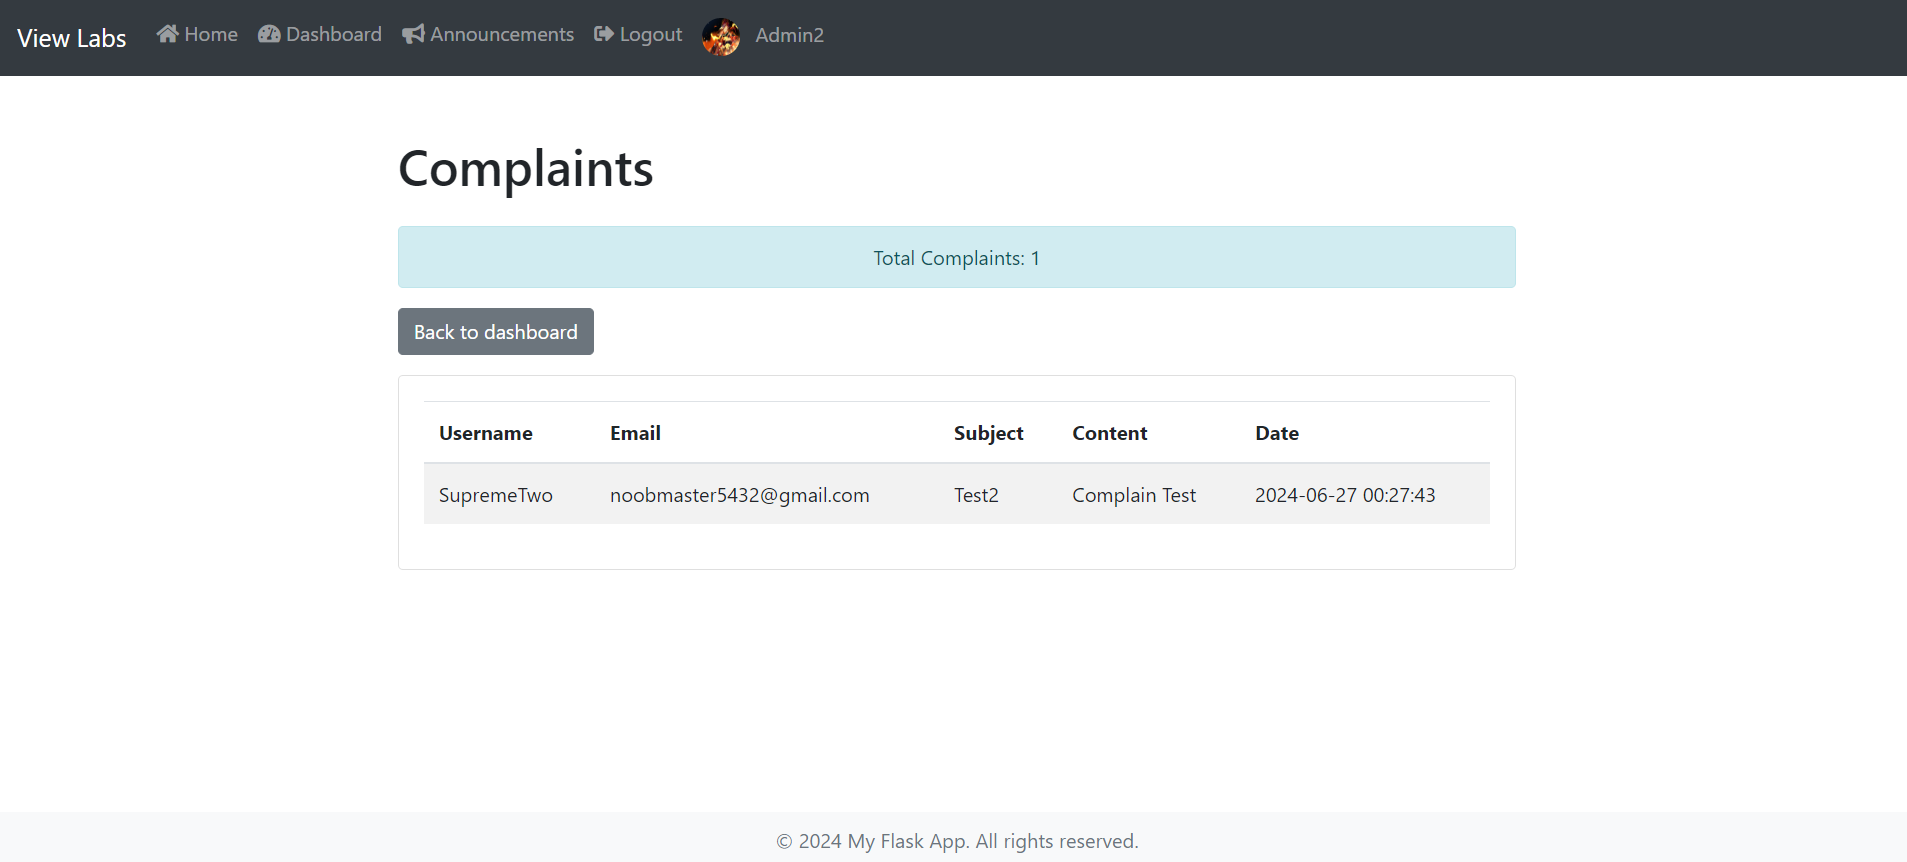 View Labs Home Dashboard Announcements Logout Admin2
Complaints
Total Complaints: 1
Back to dashboard
Username Email Subject Content Date
SupremeTwo noobmaster5432@gmail.com Test2 Complain Test 2024-06-27 00:27:43
© 2024 My Flask App. All rights reserved.